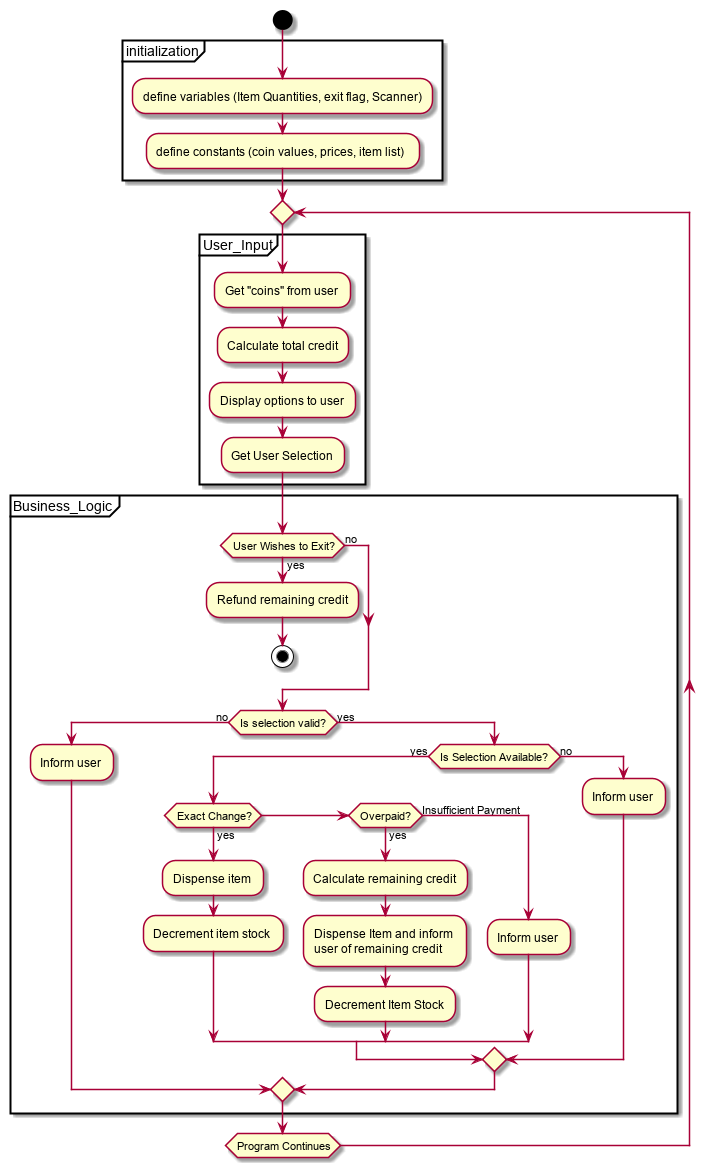 initialization
define variables (Item Quantities, exit flag, Scanner)
define constants (coin values, prices, item list)
User_Input
Get "coins" from user
Calculate total credit
Display options to user
Get User Selection
Business_Logic
User Wishes to Exit?
no
yes
Refund remaining credit
no
Is selection valid?
yes
Inform user
yes
Is Selection Available?
no
Inform user
Exact Change?
Overpaid?
Insufficient Payment
yes
yes
Dispense item
Calculate remaining credit
Decrement item stock
Dispense Item and inform
user of remaining credit
Inform user
Decrement Item Stock
Program Continues